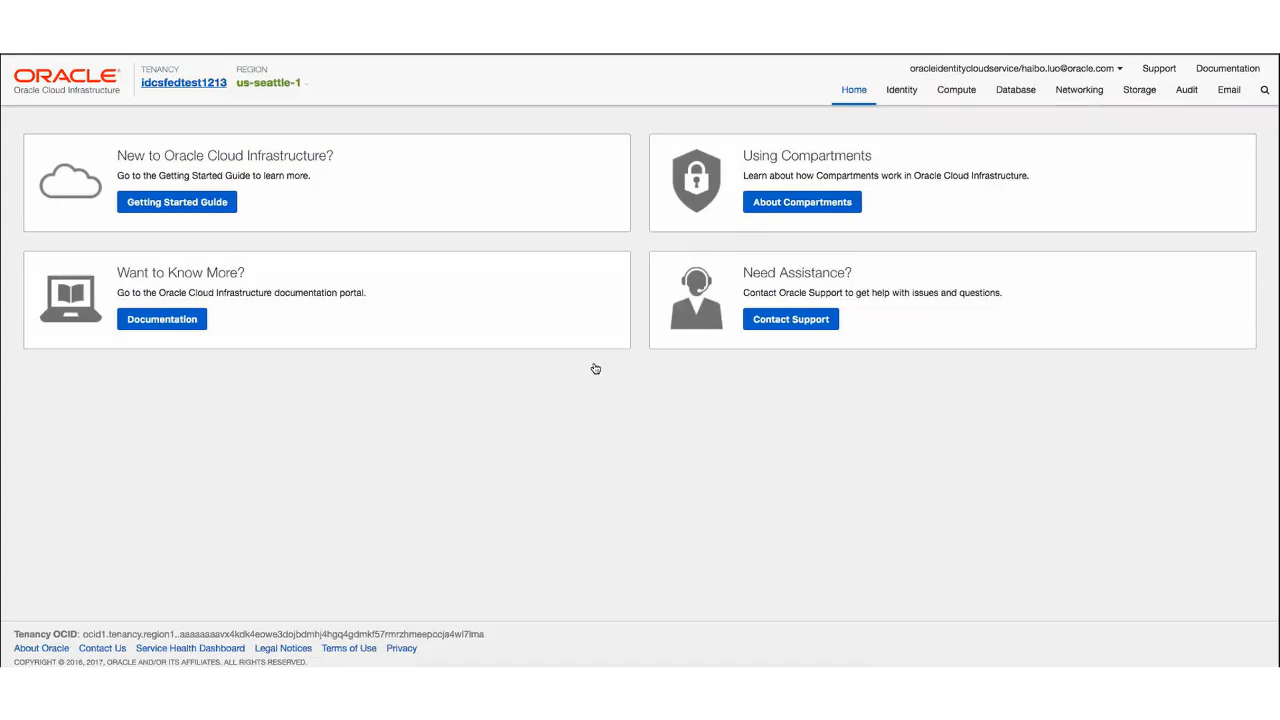 ORACLE
Oracle Cloud Infrastructure
TENANCY
idcsfedtest1213
REGION
us-seattle-1
oracleidentitycloudservice/haibo.luo@oracle.com
Support
Documentation
Home
Identity
Compute
Database
Networking
Storage
Audit
Email
New to Oracle Cloud Infrastructure?
Go to the Getting Started Guide to learn more.
Getting Started Guide
Using Compartments
Learn about how Compartments work in Oracle Cloud Infrastructure.
About Compartments
Want to Know More?
Go to the Oracle Cloud Infrastructure documentation portal.
Documentation
Need Assistance?
Contact Oracle Support to get help with issues and questions.
Contact Support
Tenancy OCID: ocid1.tenancy.region1..aaaaaaaavx4kdk4eowe3dojbdmhj4hgq4gdmkf57rmrzhmeepccjs4wl7lma
About Oracle Contact Us Service Health Dashboard Legal Notices Terms of Use Privacy
COPYRIGHT © 2016, 2017, ORACLE AND/OR ITS AFFILIATES. ALL RIGHTS RESERVED.